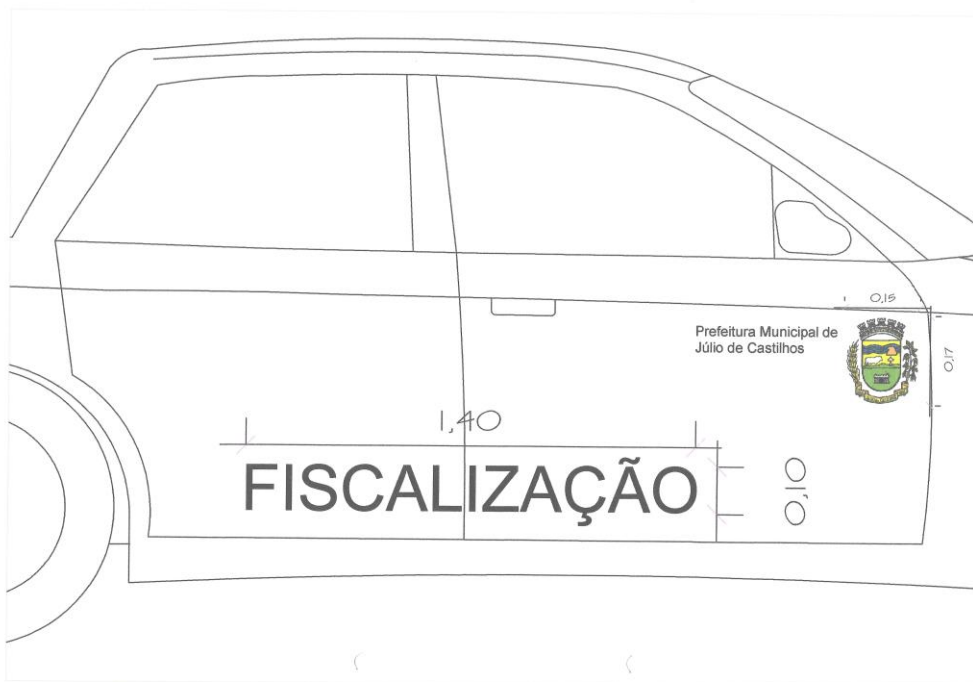 0,15
Prefeitura Municipal de
Júlio de Castilhos
0,17
1,40
FISCALIZAÇÃO
0,10